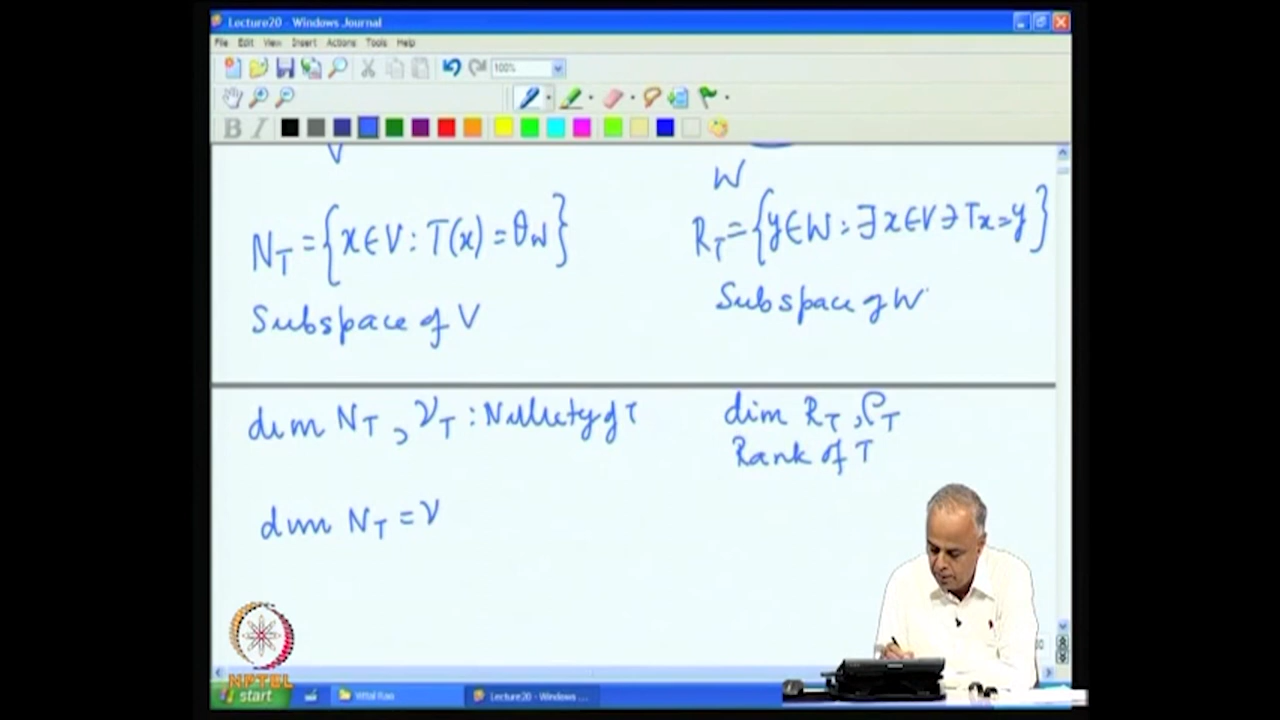 Lecture20 - Windows Journal
File Edit View Insert Actions Tools Help
100%
B I
V
W
N_T = {x ∈ V : T(x) = θ_W}
R_T = {y ∈ W : ∃ x ∈ V ∋ Tx = y}
Subspace of V
Subspace of W
dim N_T, ν_T : Nullity of T
dim R_T, ρ_T
Rank of T
dim N_T = ν
NPTEL
start
Vittal Rao
Lecture20 - Windows ...